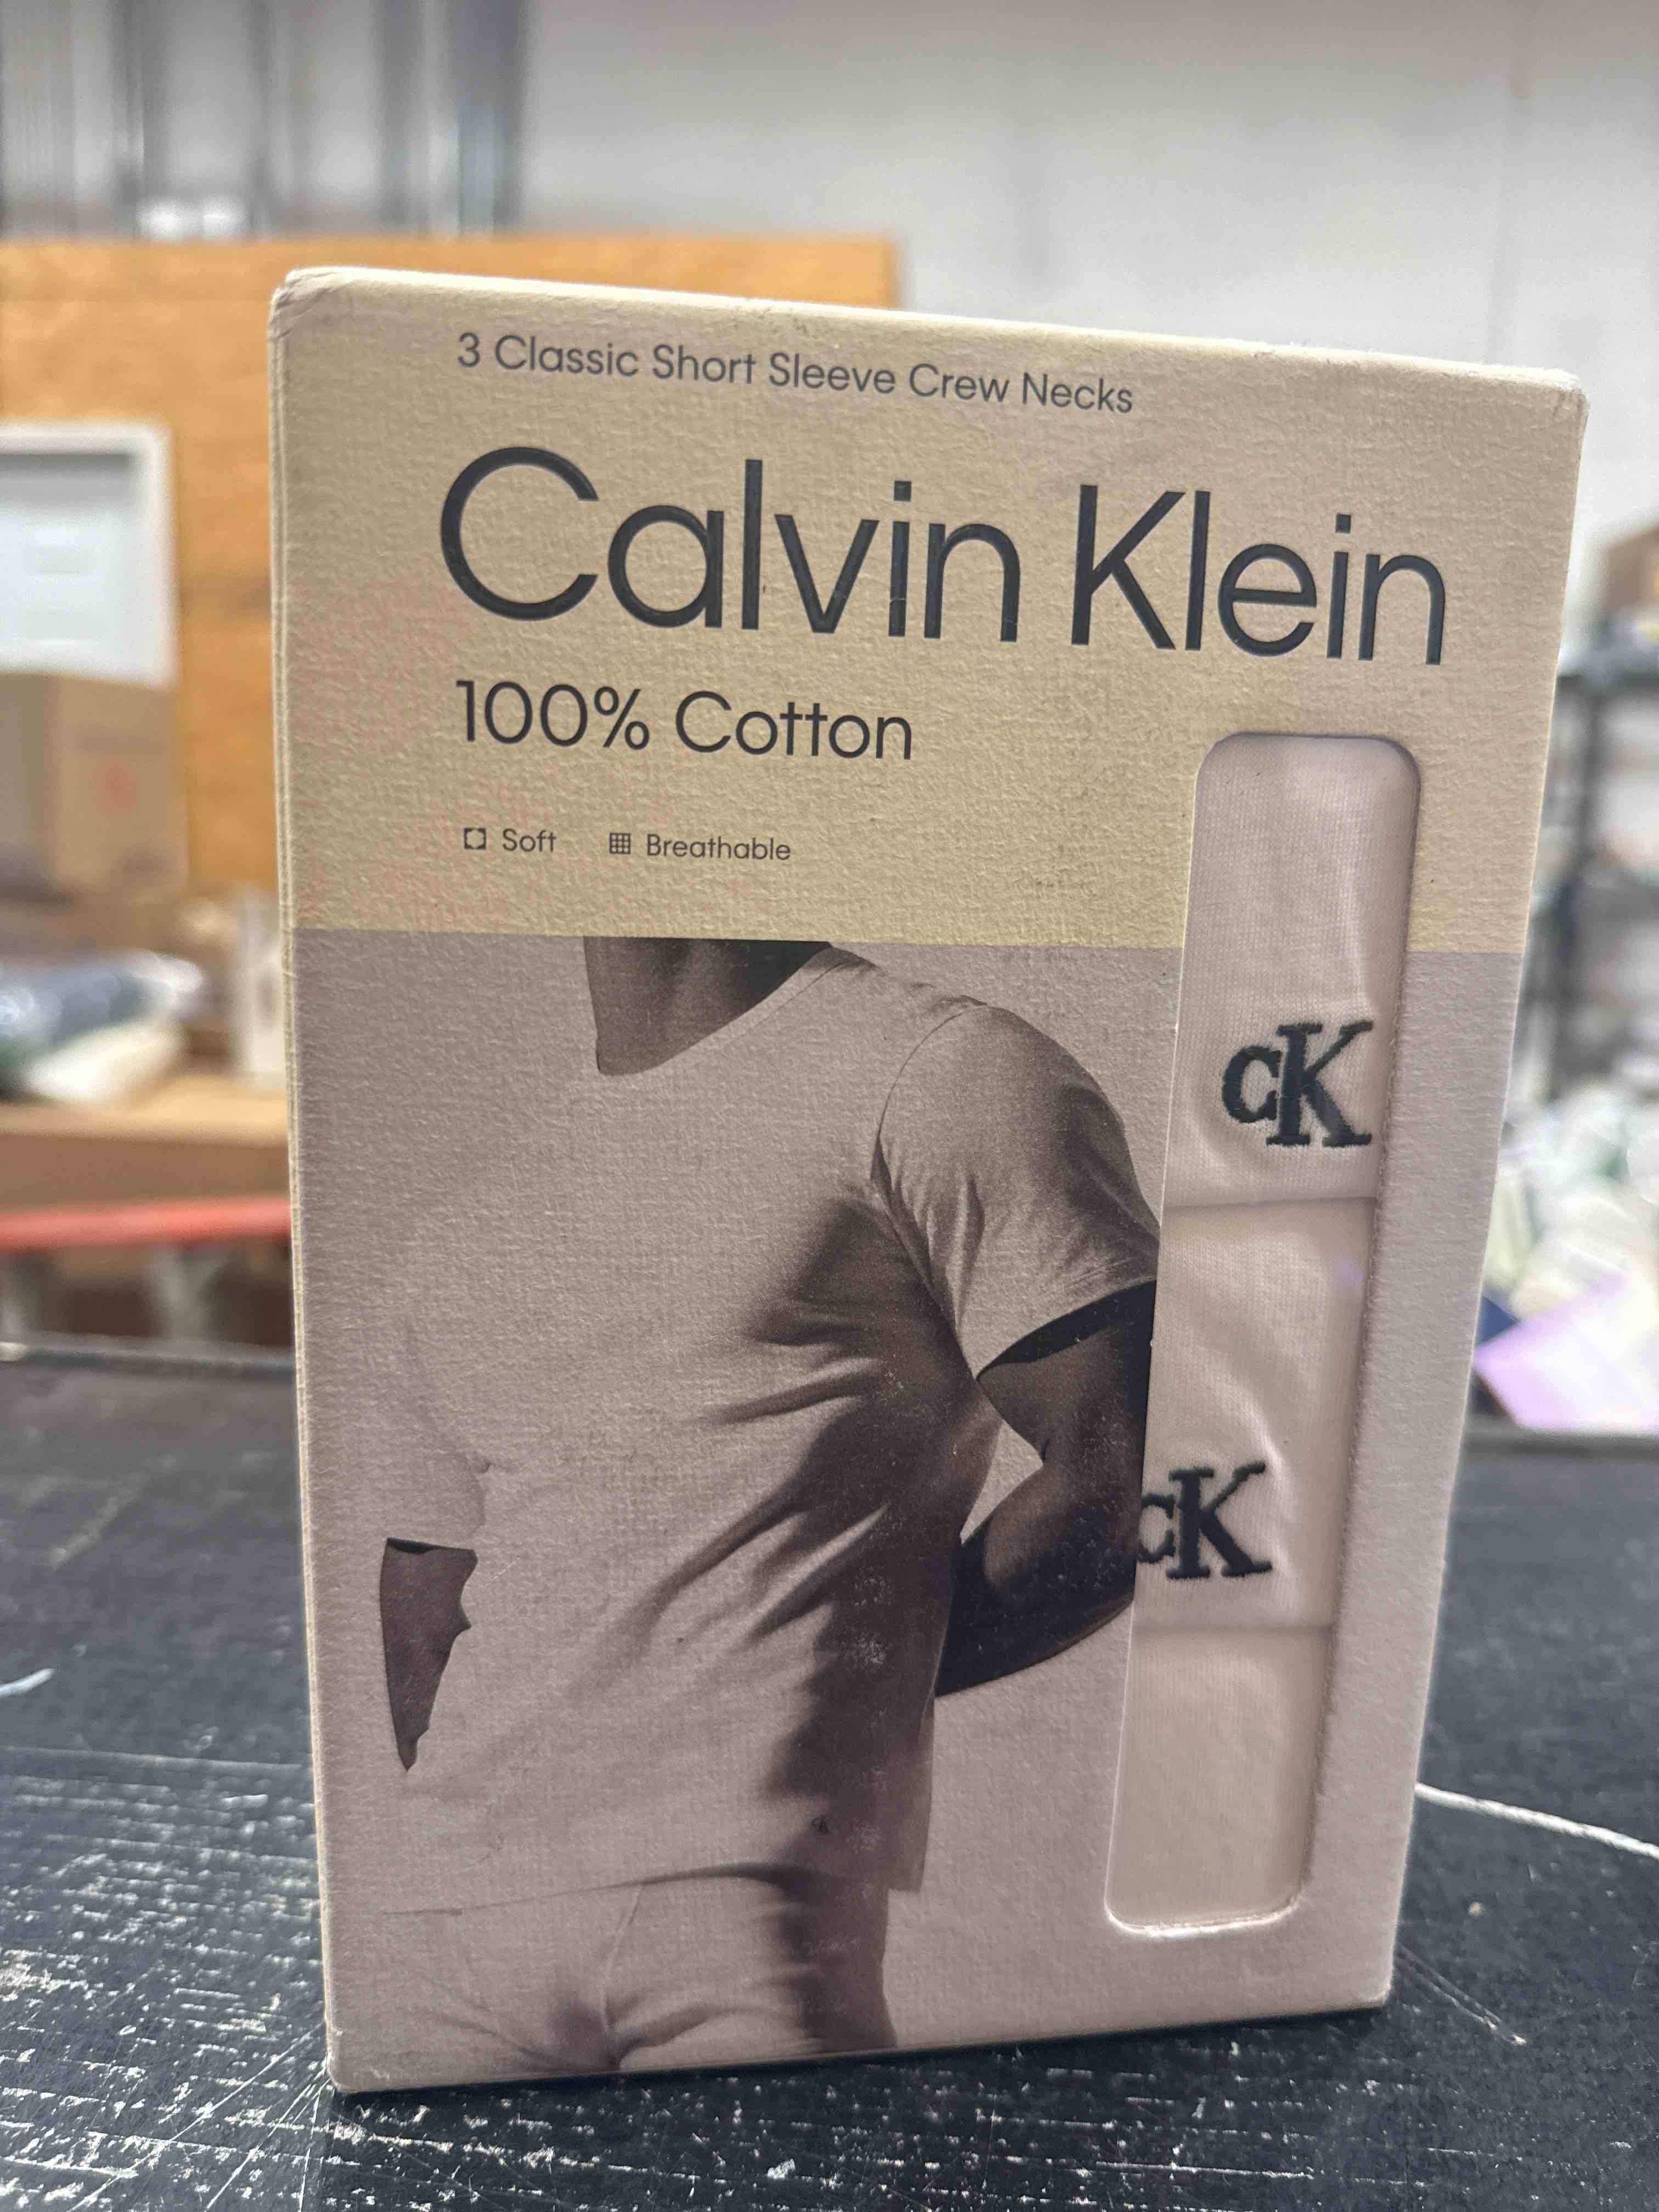 3 Classic Short Sleeve Crew Necks
Calvin Klein
100% Cotton
Soft Breathable
cK
cK